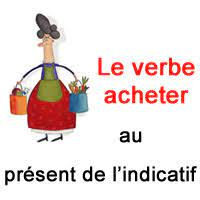 Le verbe
acheter
au
présent de l'indicatif